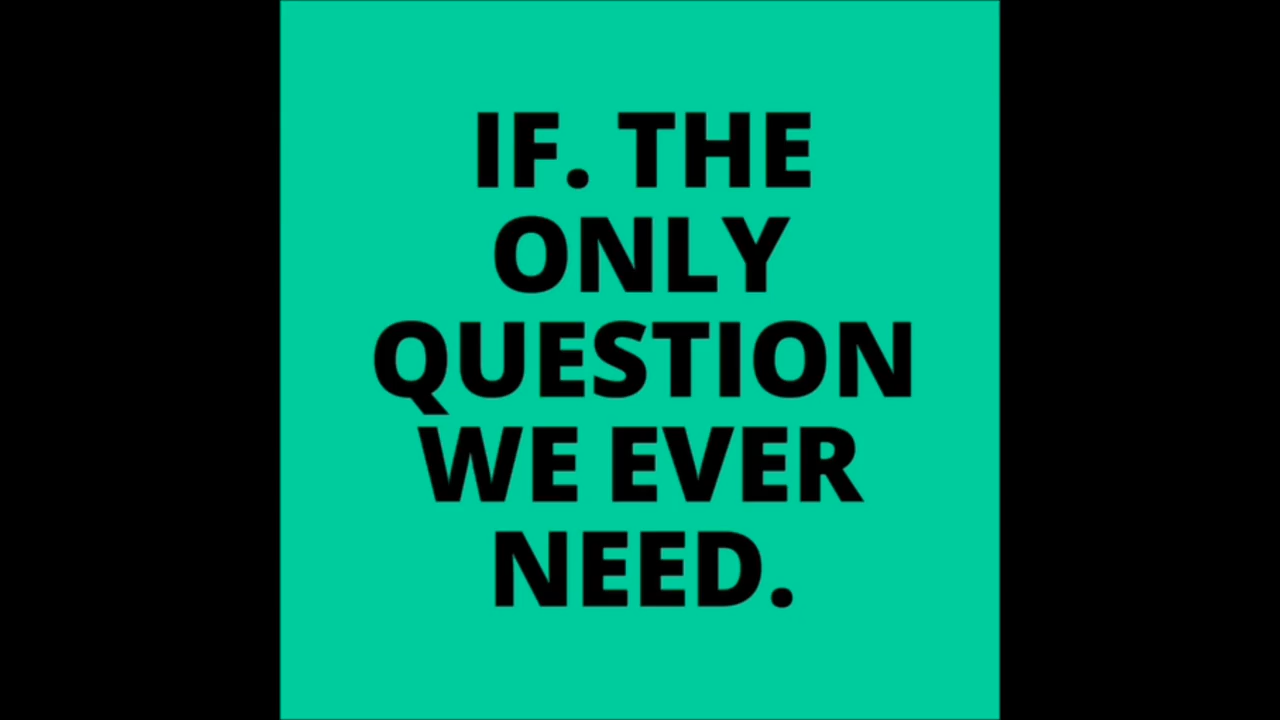 IF. THE
ONLY
QUESTION
WE EVER
NEED.